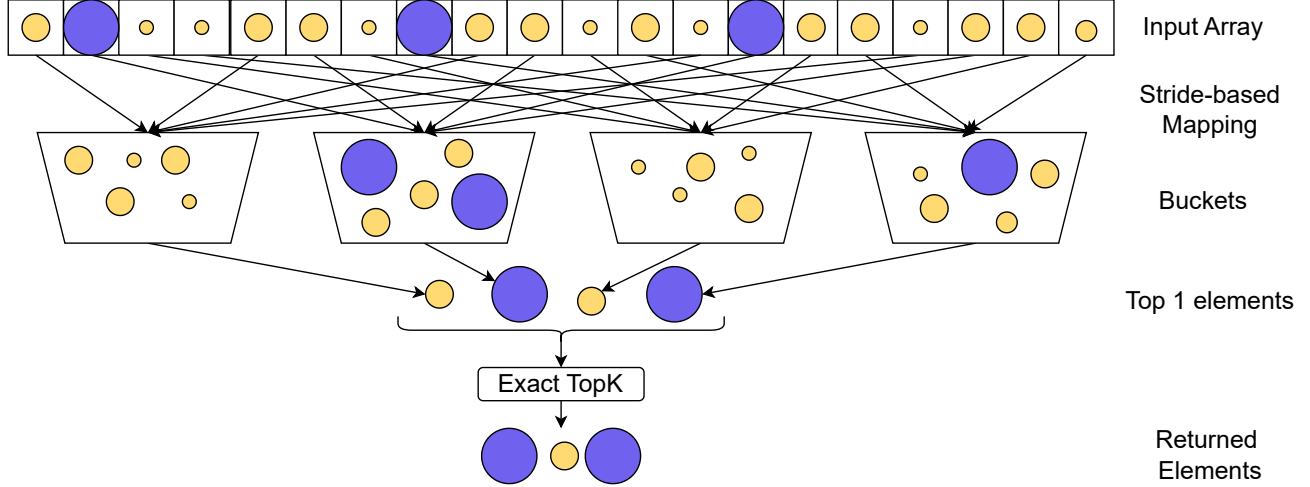 Input Array
Stride-based
Mapping
Buckets
Top 1 elements
Exact TopK
Returned
Elements